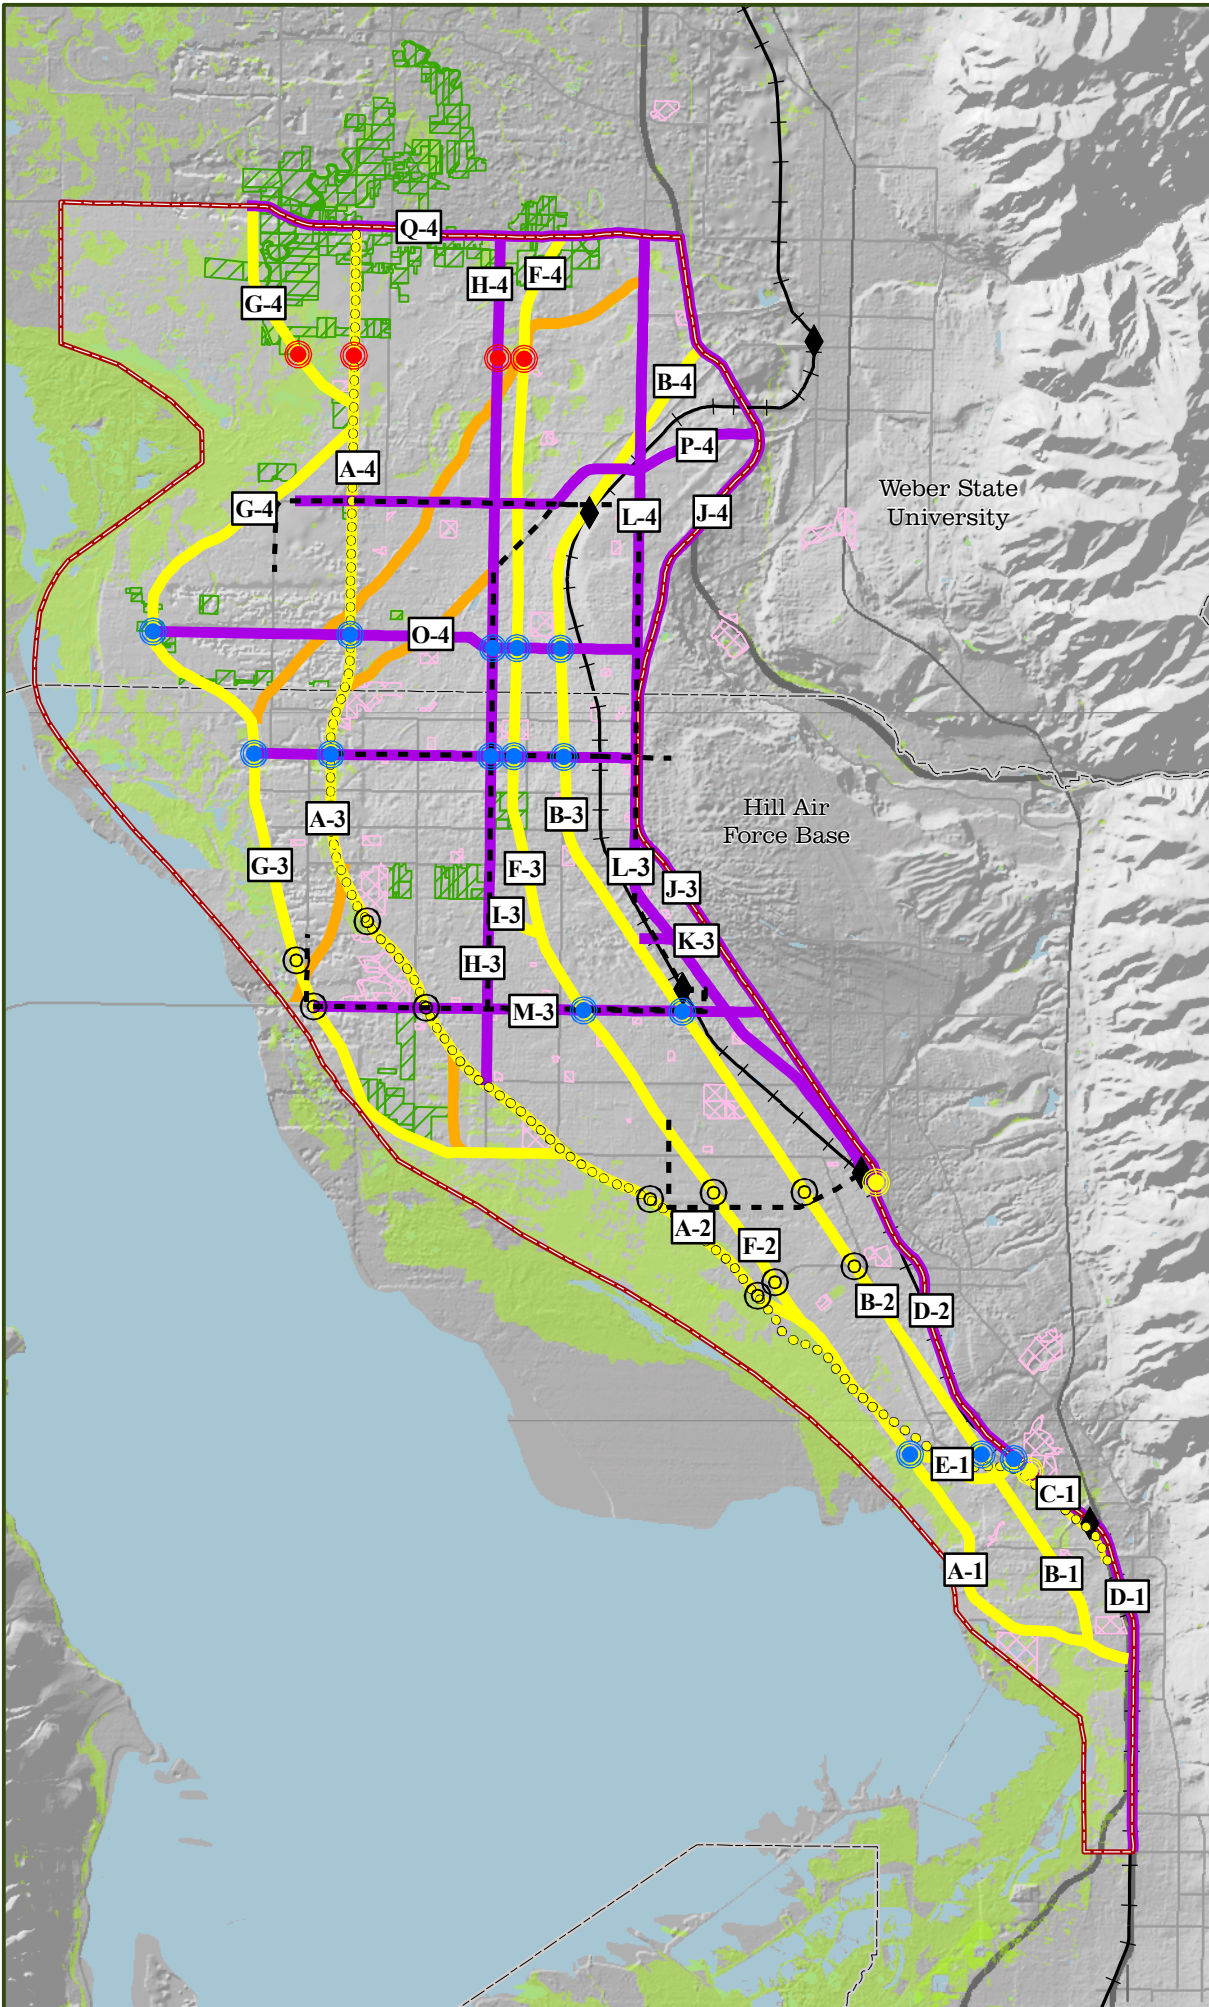 Q-4
F-4
H-4
G-4
B-4
P-4
A-4
Weber State
University
G-4
L-4
J-4
O-4
Hill Air
Force Base
B-3
A-3
G-3
F-3
L-3
J-3
I-3
K-3
H-3
M-3
A-2
F-2
B-2
D-2
E-1
C-1
A-1
B-1
D-1